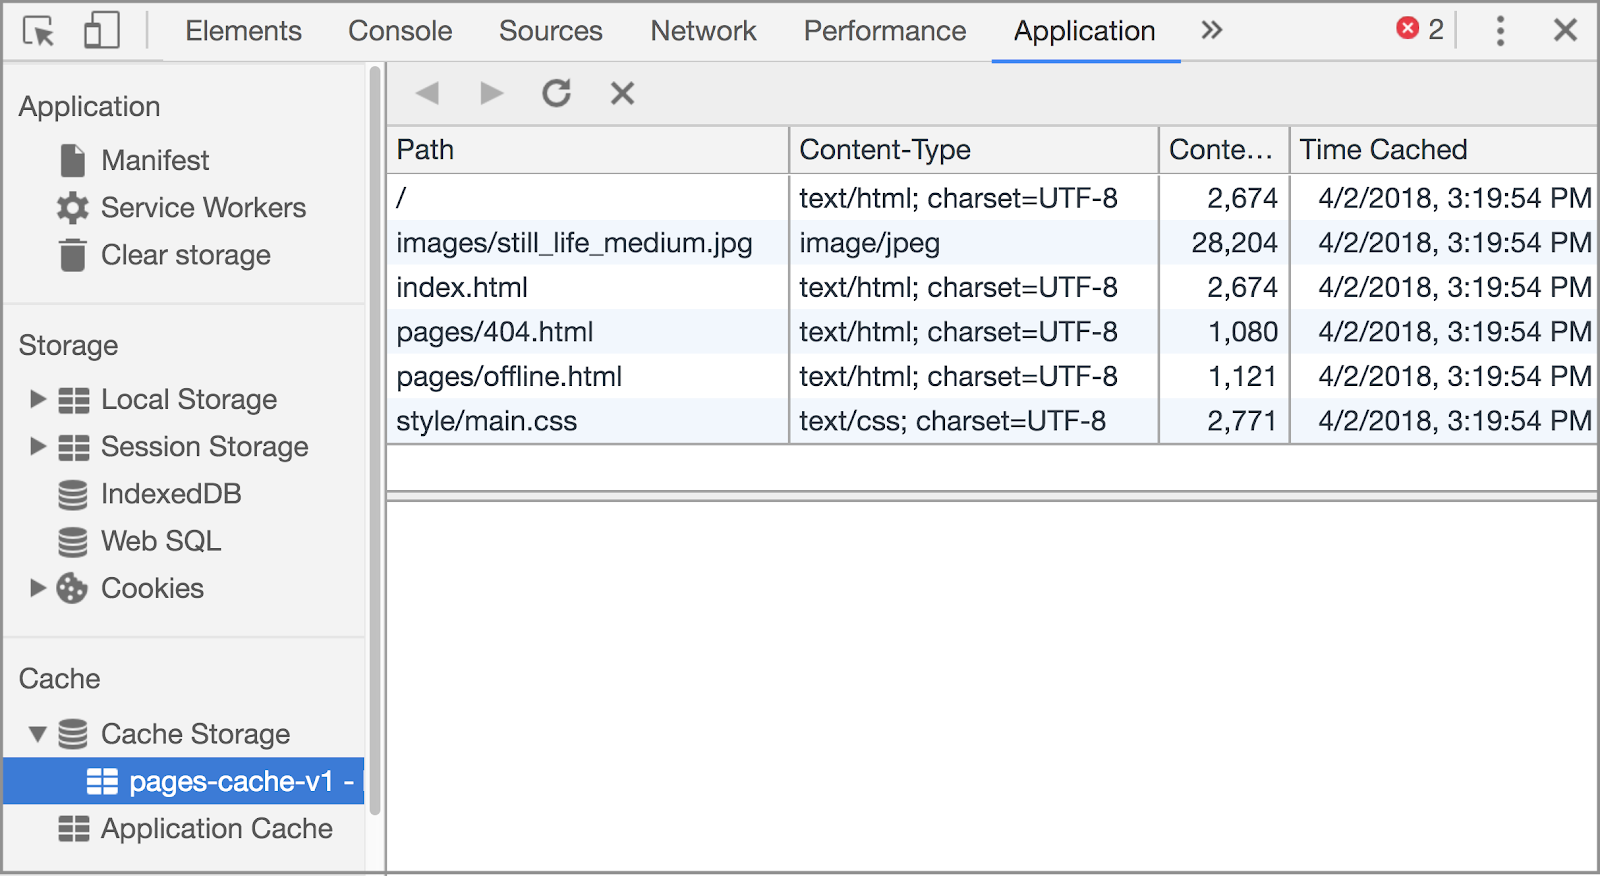 Elements Console Sources Network Performance Application 2
Application
Manifest
Service Workers
Clear storage
Storage
Local Storage
Session Storage
IndexedDB
Web SQL
Cookies
Cache
Cache Storage
pages-cache-v1 -
Application Cache
Path Content-Type Conte... Time Cached
/ text/html; charset=UTF-8 2,674 4/2/2018, 3:19:54 PM
images/still_life_medium.jpg image/jpeg 28,204 4/2/2018, 3:19:54 PM
index.html text/html; charset=UTF-8 2,674 4/2/2018, 3:19:54 PM
pages/404.html text/html; charset=UTF-8 1,080 4/2/2018, 3:19:54 PM
pages/offline.html text/html; charset=UTF-8 1,121 4/2/2018, 3:19:54 PM
style/main.css text/css; charset=UTF-8 2,771 4/2/2018, 3:19:54 PM